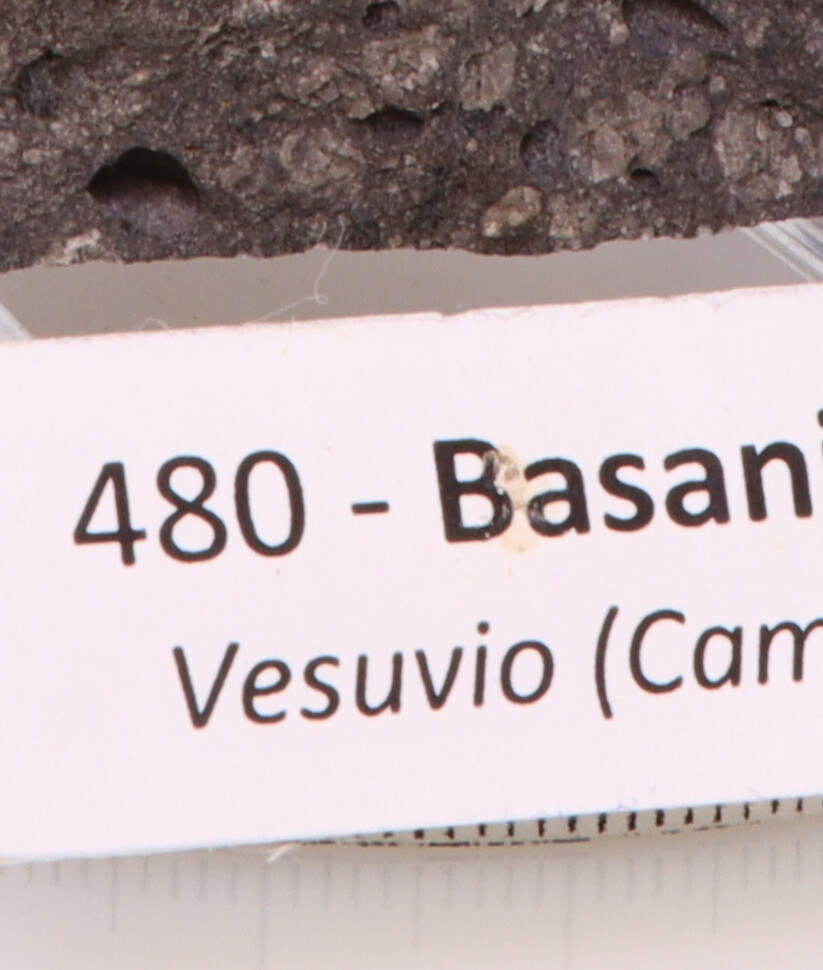 480 - Basani
Vesuvio (Cam